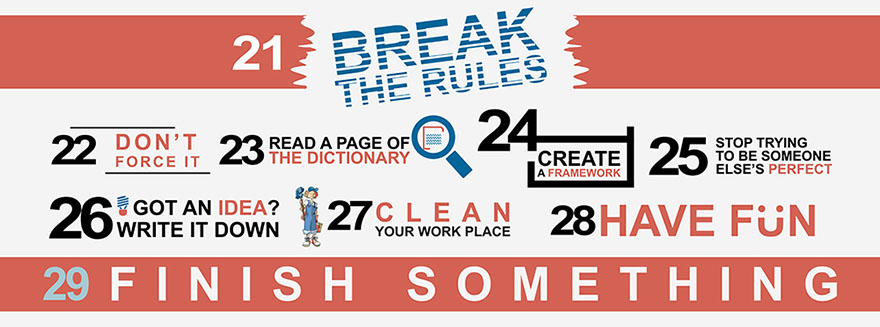 21 BREAK
THE RULES
22 DON'T
FORCE IT
23 READ A PAGE OF
THE DICTIONARY
24 CREATE
A FRAMEWORK
25 STOP TRYING
TO BE SOMEONE
ELSE'S PERFECT
26 GOT AN IDEA?
WRITE IT DOWN
27 CLEAN
YOUR WORK PLACE
28 HAVE FÜN
29 FINISH SOMETHING